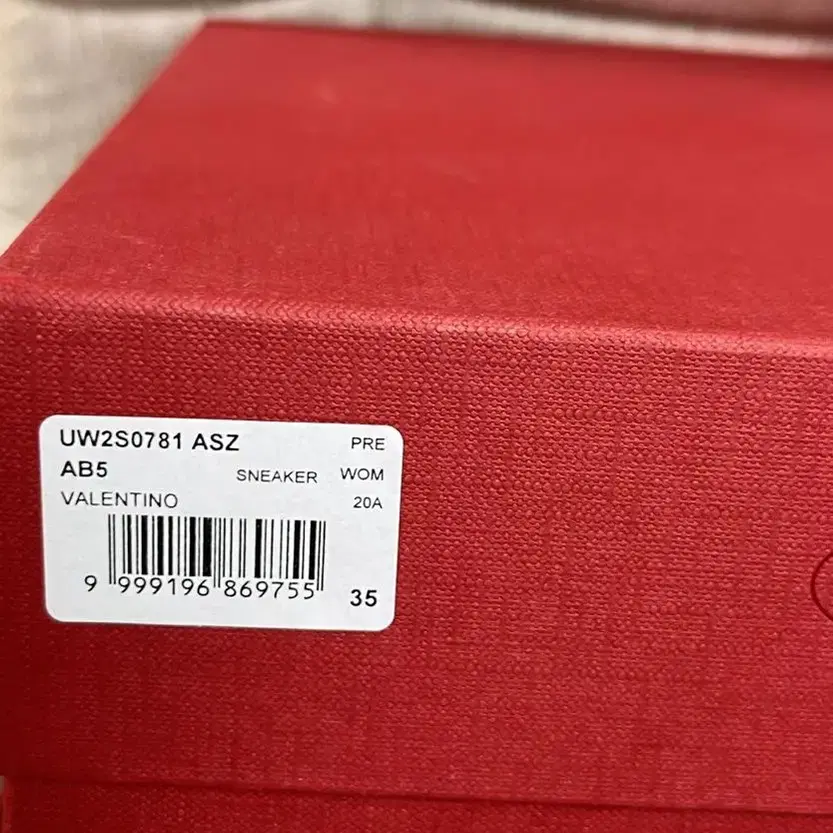 UW2S0781 ASZ PRE
AB5 SNEAKER WOM
VALENTINO 20A
9 999196 869755 35